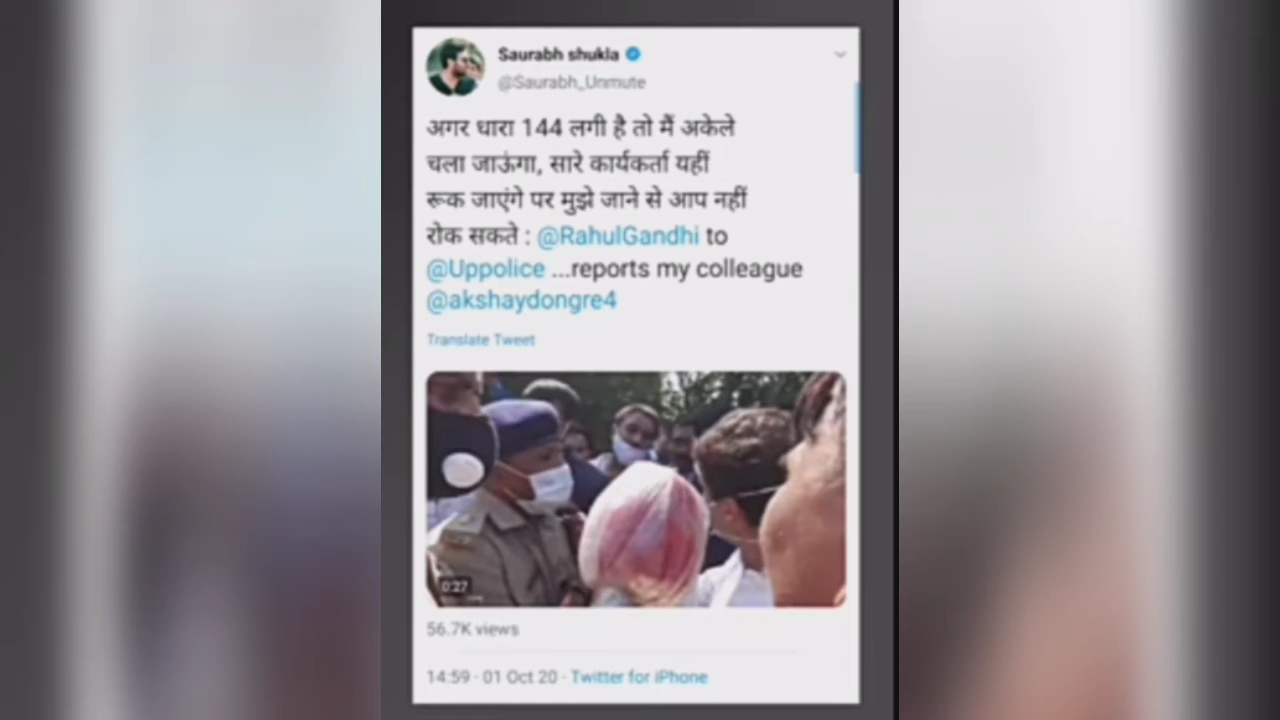 Saurabh shukla
@Saurabh_Unmute
अगर धारा 144 लगी है तो मैं अकेले
चला जाऊंगा, सारे कार्यकर्ता यहीं
रूक जाएंगे पर मुझे जाने से आप नहीं
रोक सकते : @RahulGandhi to
@Uppolice ...reports my colleague
@akshaydongre4
Translate Tweet
0:27
56.7K views
14:59 · 01 Oct 20 · Twitter for iPhone